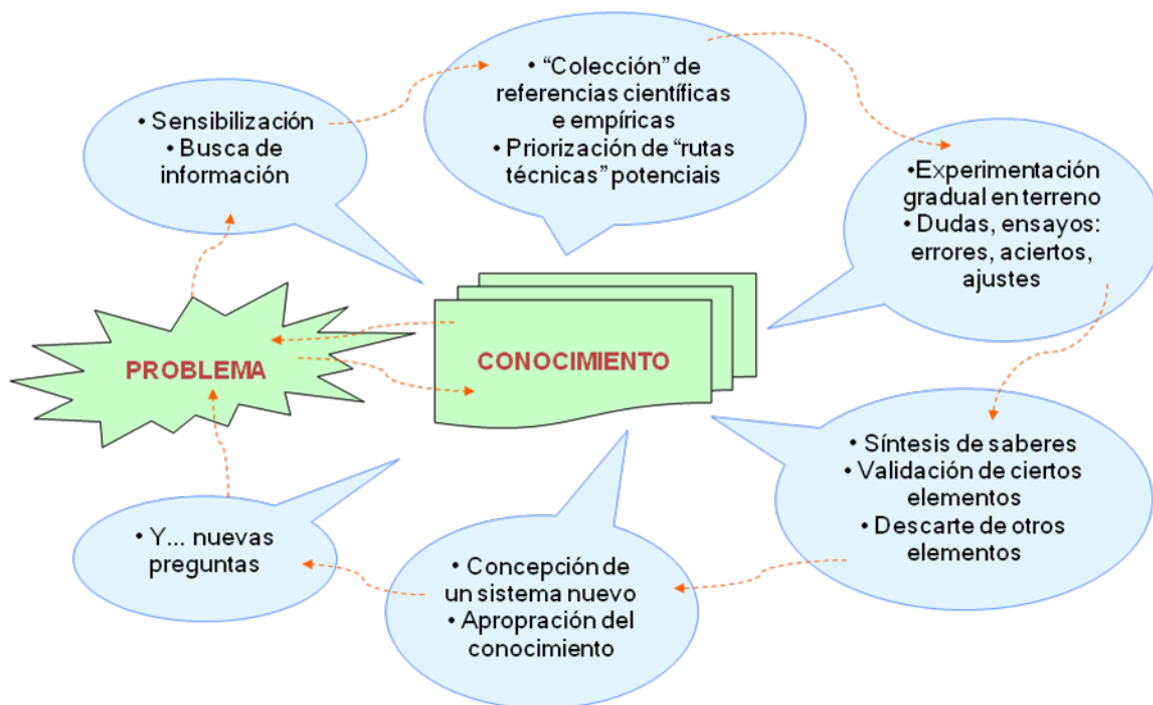 • Sensibilización
• Busca de
información
• “Colección” de
referencias científicas
e empíricas
• Priorización de “rutas
técnicas” potenciais
•Experimentación
gradual en terreno
• Dudas, ensayos:
errores, aciertos,
ajustes
PROBLEMA
CONOCIMIENTO
• Síntesis de saberes
• Validación de ciertos
elementos
• Descarte de otros
elementos
• Concepción de
un sistema nuevo
• Apropración del
conocimiento
• Y... nuevas
preguntas